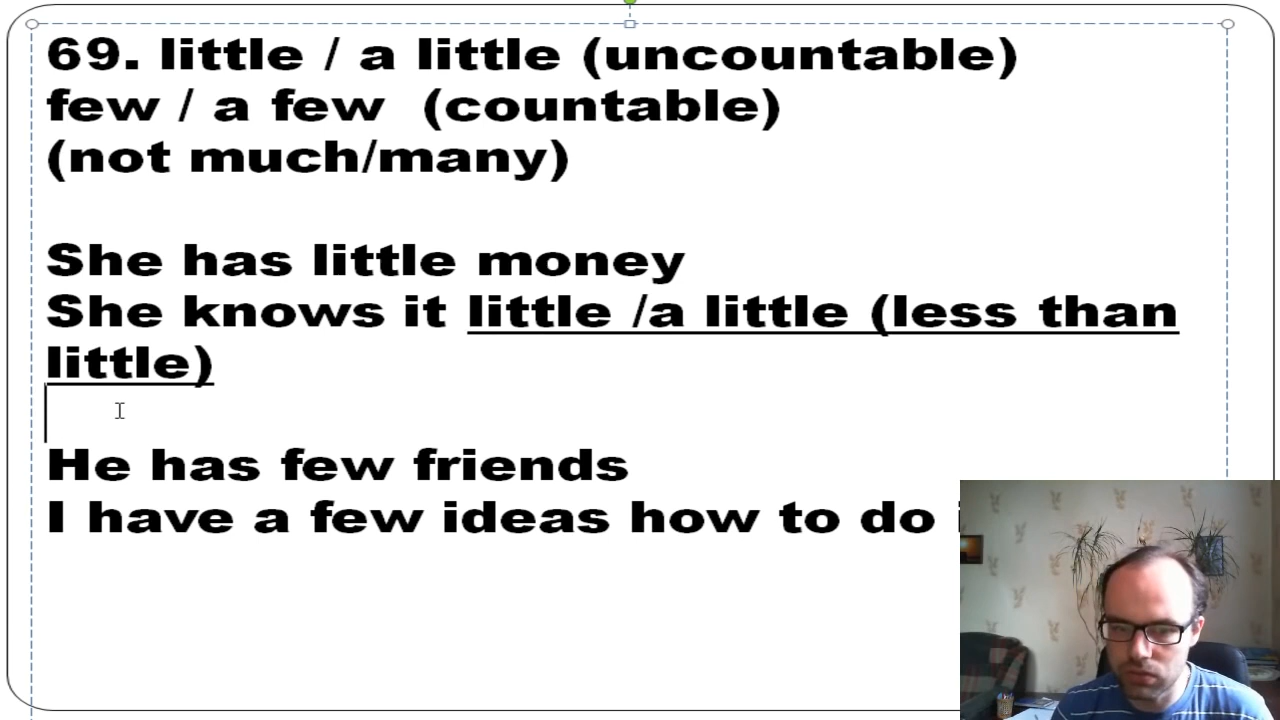 69. little / a little (uncountable)
few / a few (countable)
(not much/many)
She has little money
She knows it little /a little (less than
little)
He has few friends
I have a few ideas how to do